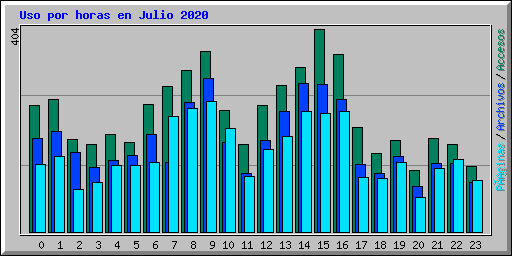 Uso por horas en Julio 2020
404
Páginas / Archivos / Accesos
0 1 2 3 4 5 6 7 8 9 10 11 12 13 14 15 16 17 18 19 20 21 22 23